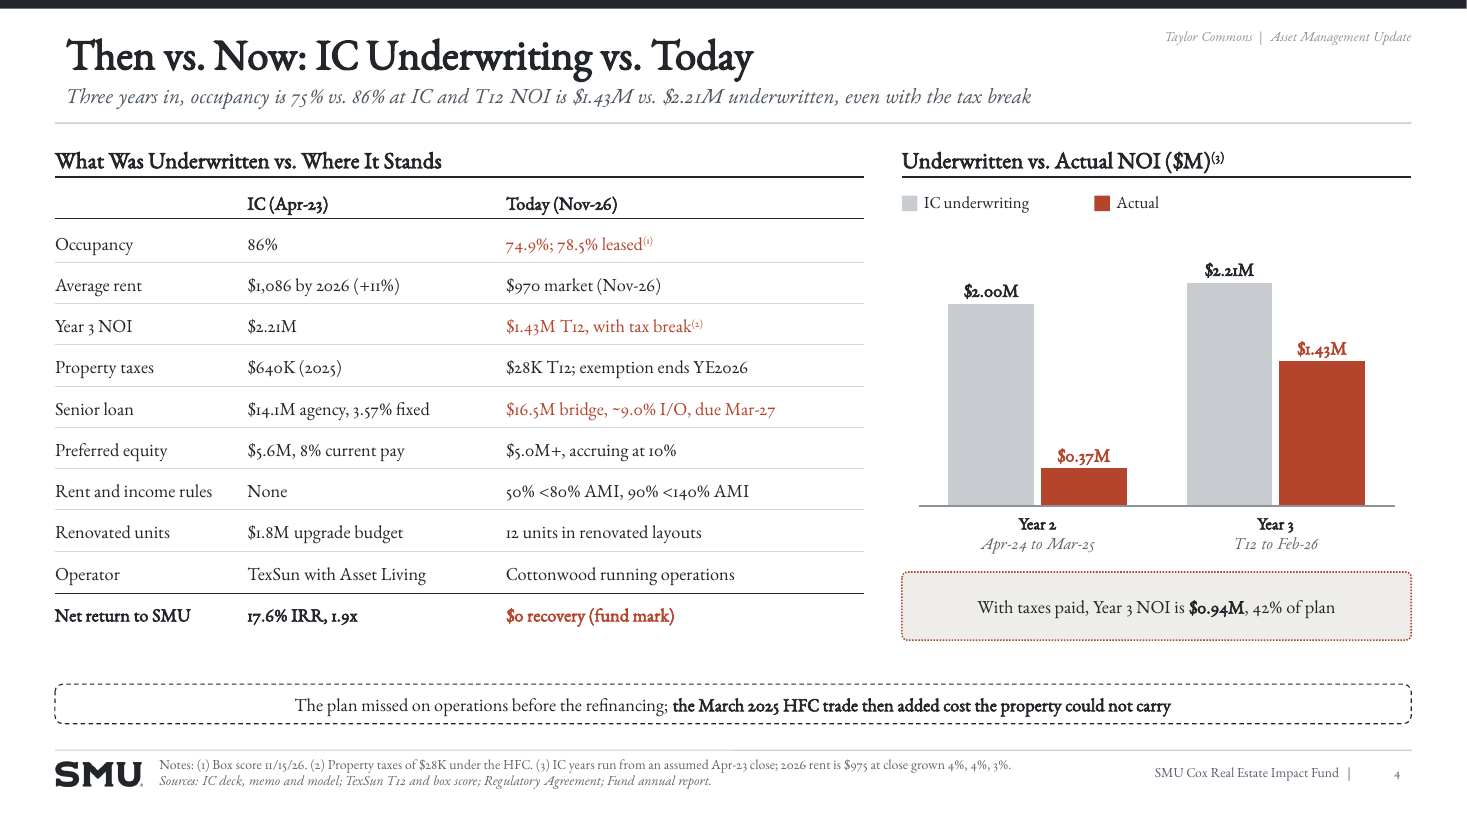 Taylor Commons | Asset Management Update
Then vs. Now: IC Underwriting vs. Today
Three years in, occupancy is 75% vs. 86% at IC and T12 NOI is $1.43M vs. $2.21M underwritten, even with the tax break
What Was Underwritten vs. Where It Stands
IC (Apr-23) Today (Nov-26)
Occupancy 86% 74.9%; 78.5% leased(1)
Average rent $1,086 by 2026 (+11%) $970 market (Nov-26)
Year 3 NOI $2.21M $1.43M T12, with tax break(2)
Property taxes $640K (2025) $28K T12; exemption ends YE2026
Senior loan $14.1M agency, 3.57% fixed $16.5M bridge, ~9.0% I/O, due Mar-27
Preferred equity $5.6M, 8% current pay $5.0M+, accruing at 10%
Rent and income rules None 50% <80% AMI, 90% <140% AMI
Renovated units $1.8M upgrade budget 12 units in renovated layouts
Operator TexSun with Asset Living Cottonwood running operations
Net return to SMU 17.6% IRR, 1.9x $0 recovery (fund mark)
Underwritten vs. Actual NOI ($M)(3)
IC underwriting Actual
$2.00M
$0.37M
$2.21M
$1.43M
Year 2 Year 3
Apr-24 to Mar-25 T12 to Feb-26
With taxes paid, Year 3 NOI is $0.94M, 42% of plan
The plan missed on operations before the refinancing; the March 2025 HFC trade then added cost the property could not carry
SMU
Notes: (1) Box score 11/15/26. (2) Property taxes of $28K under the HFC. (3) IC years run from an assumed Apr-23 close; 2026 rent is $975 at close grown 4%, 4%, 3%.
Sources: IC deck, memo and model; TexSun T12 and box score; Regulatory Agreement; Fund annual report.
SMU Cox Real Estate Impact Fund | 4